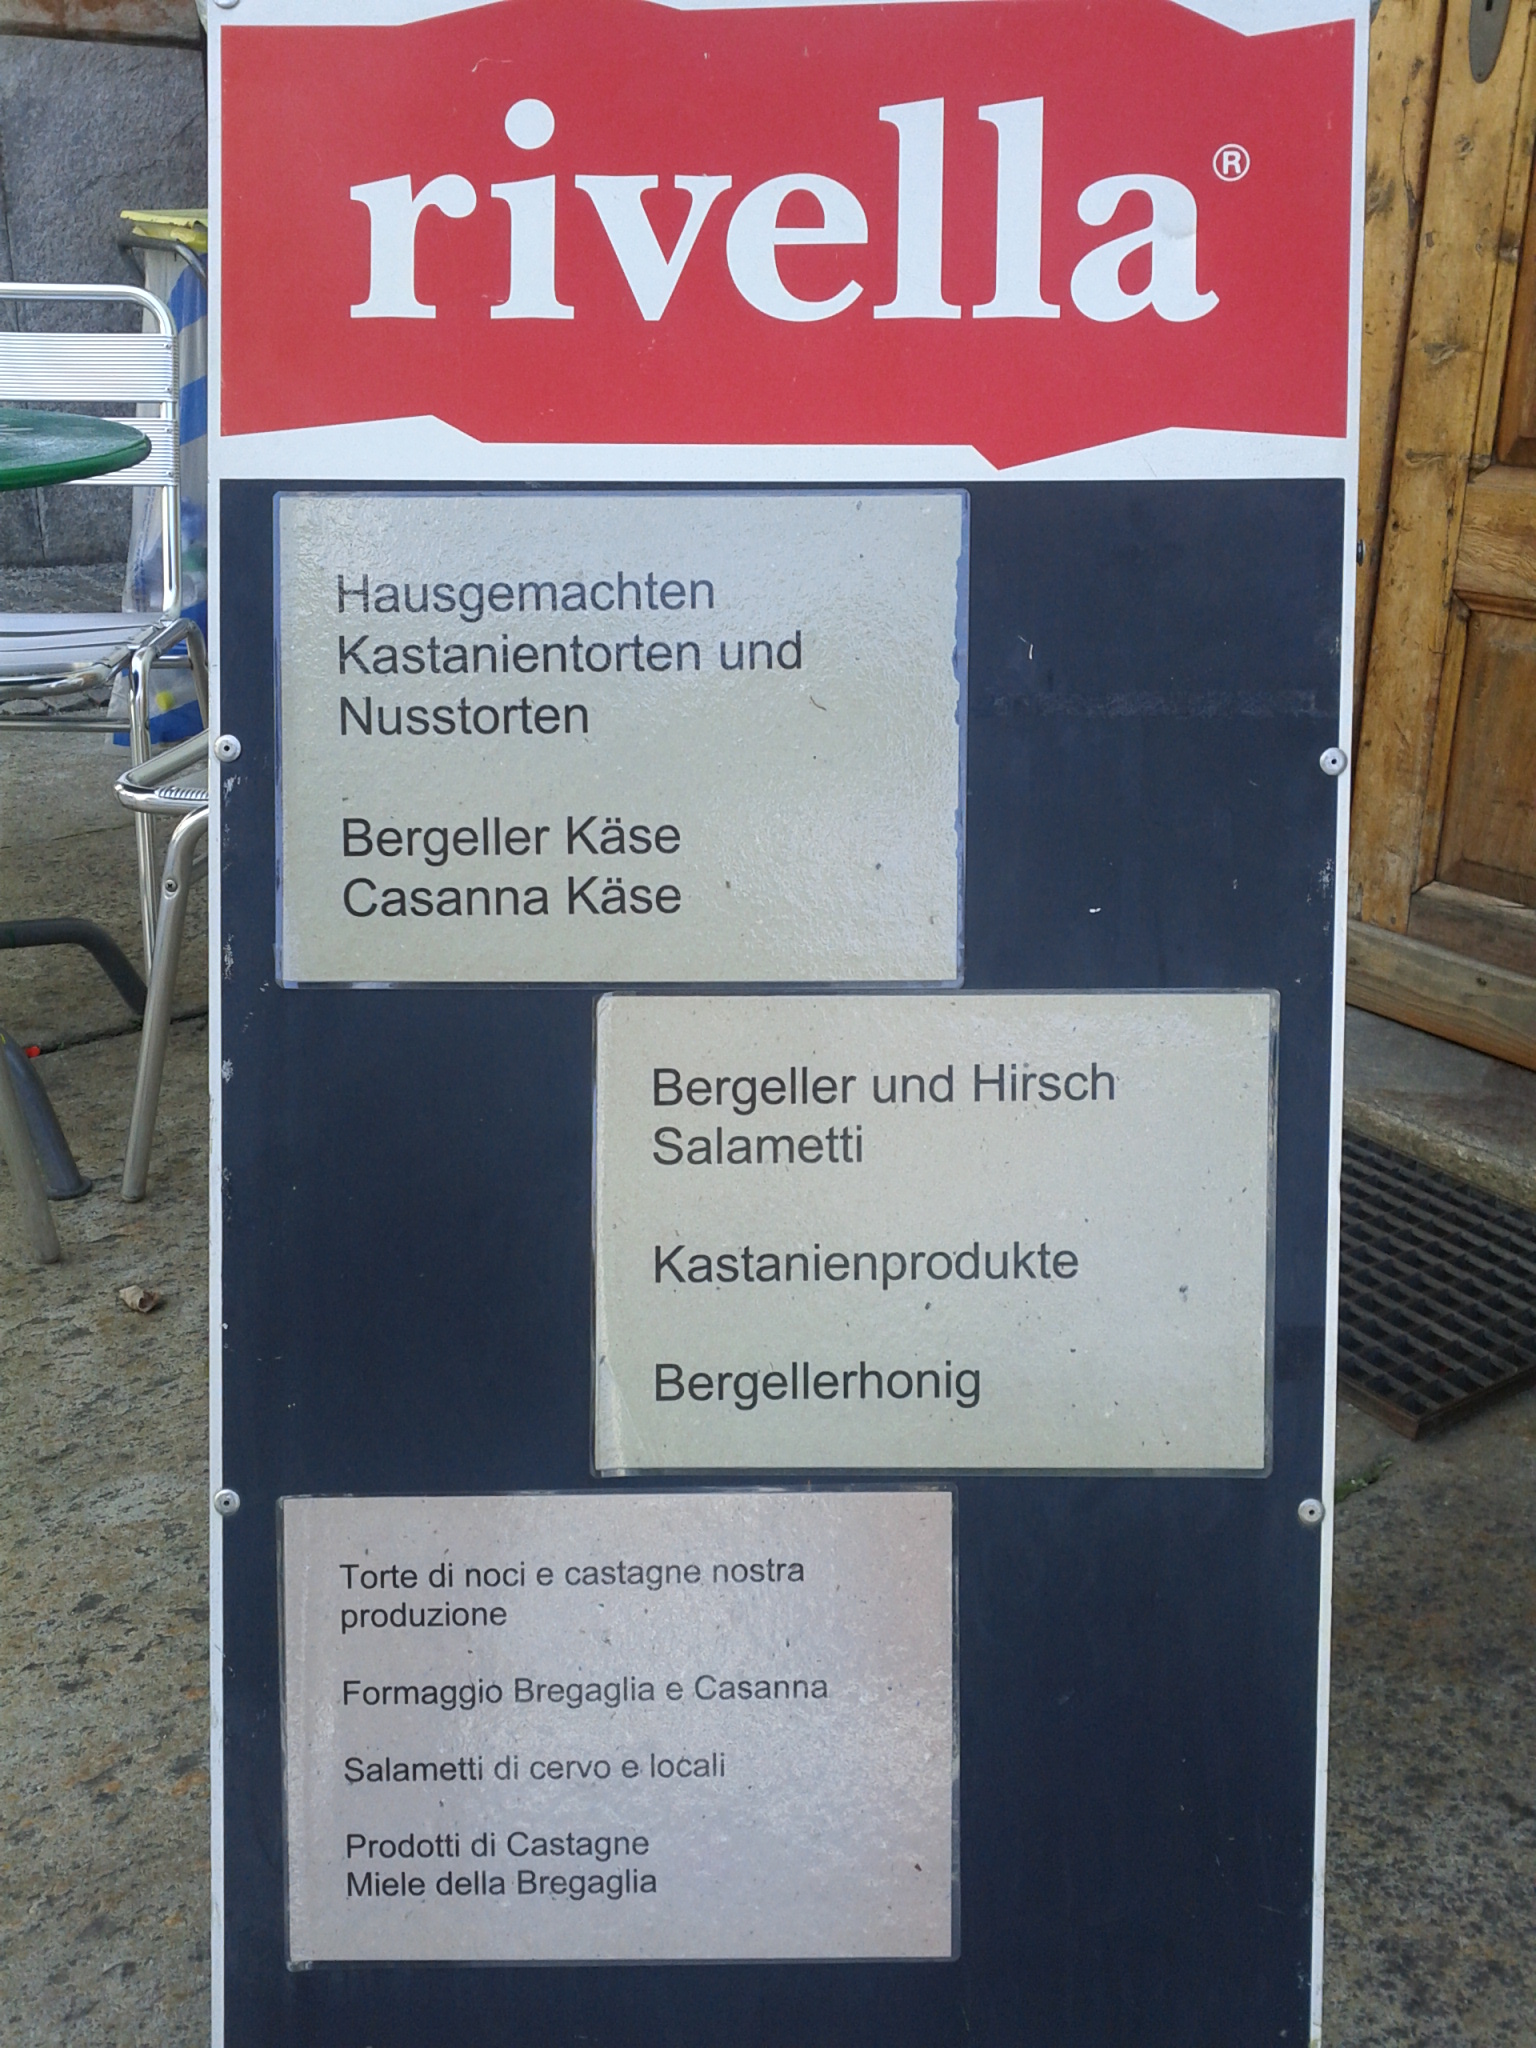 rivella®
Hausgemachten
Kastanientorten und
Nusstorten
Bergeller Käse
Casanna Käse
Bergeller und Hirsch
Salametti
Kastanienprodukte
Bergellerhonig
Torte di noci e castagne nostra
produzione
Formaggio Bregaglia e Casanna
Salametti di cervo e locali
Prodotti di Castagne
Miele della Bregaglia